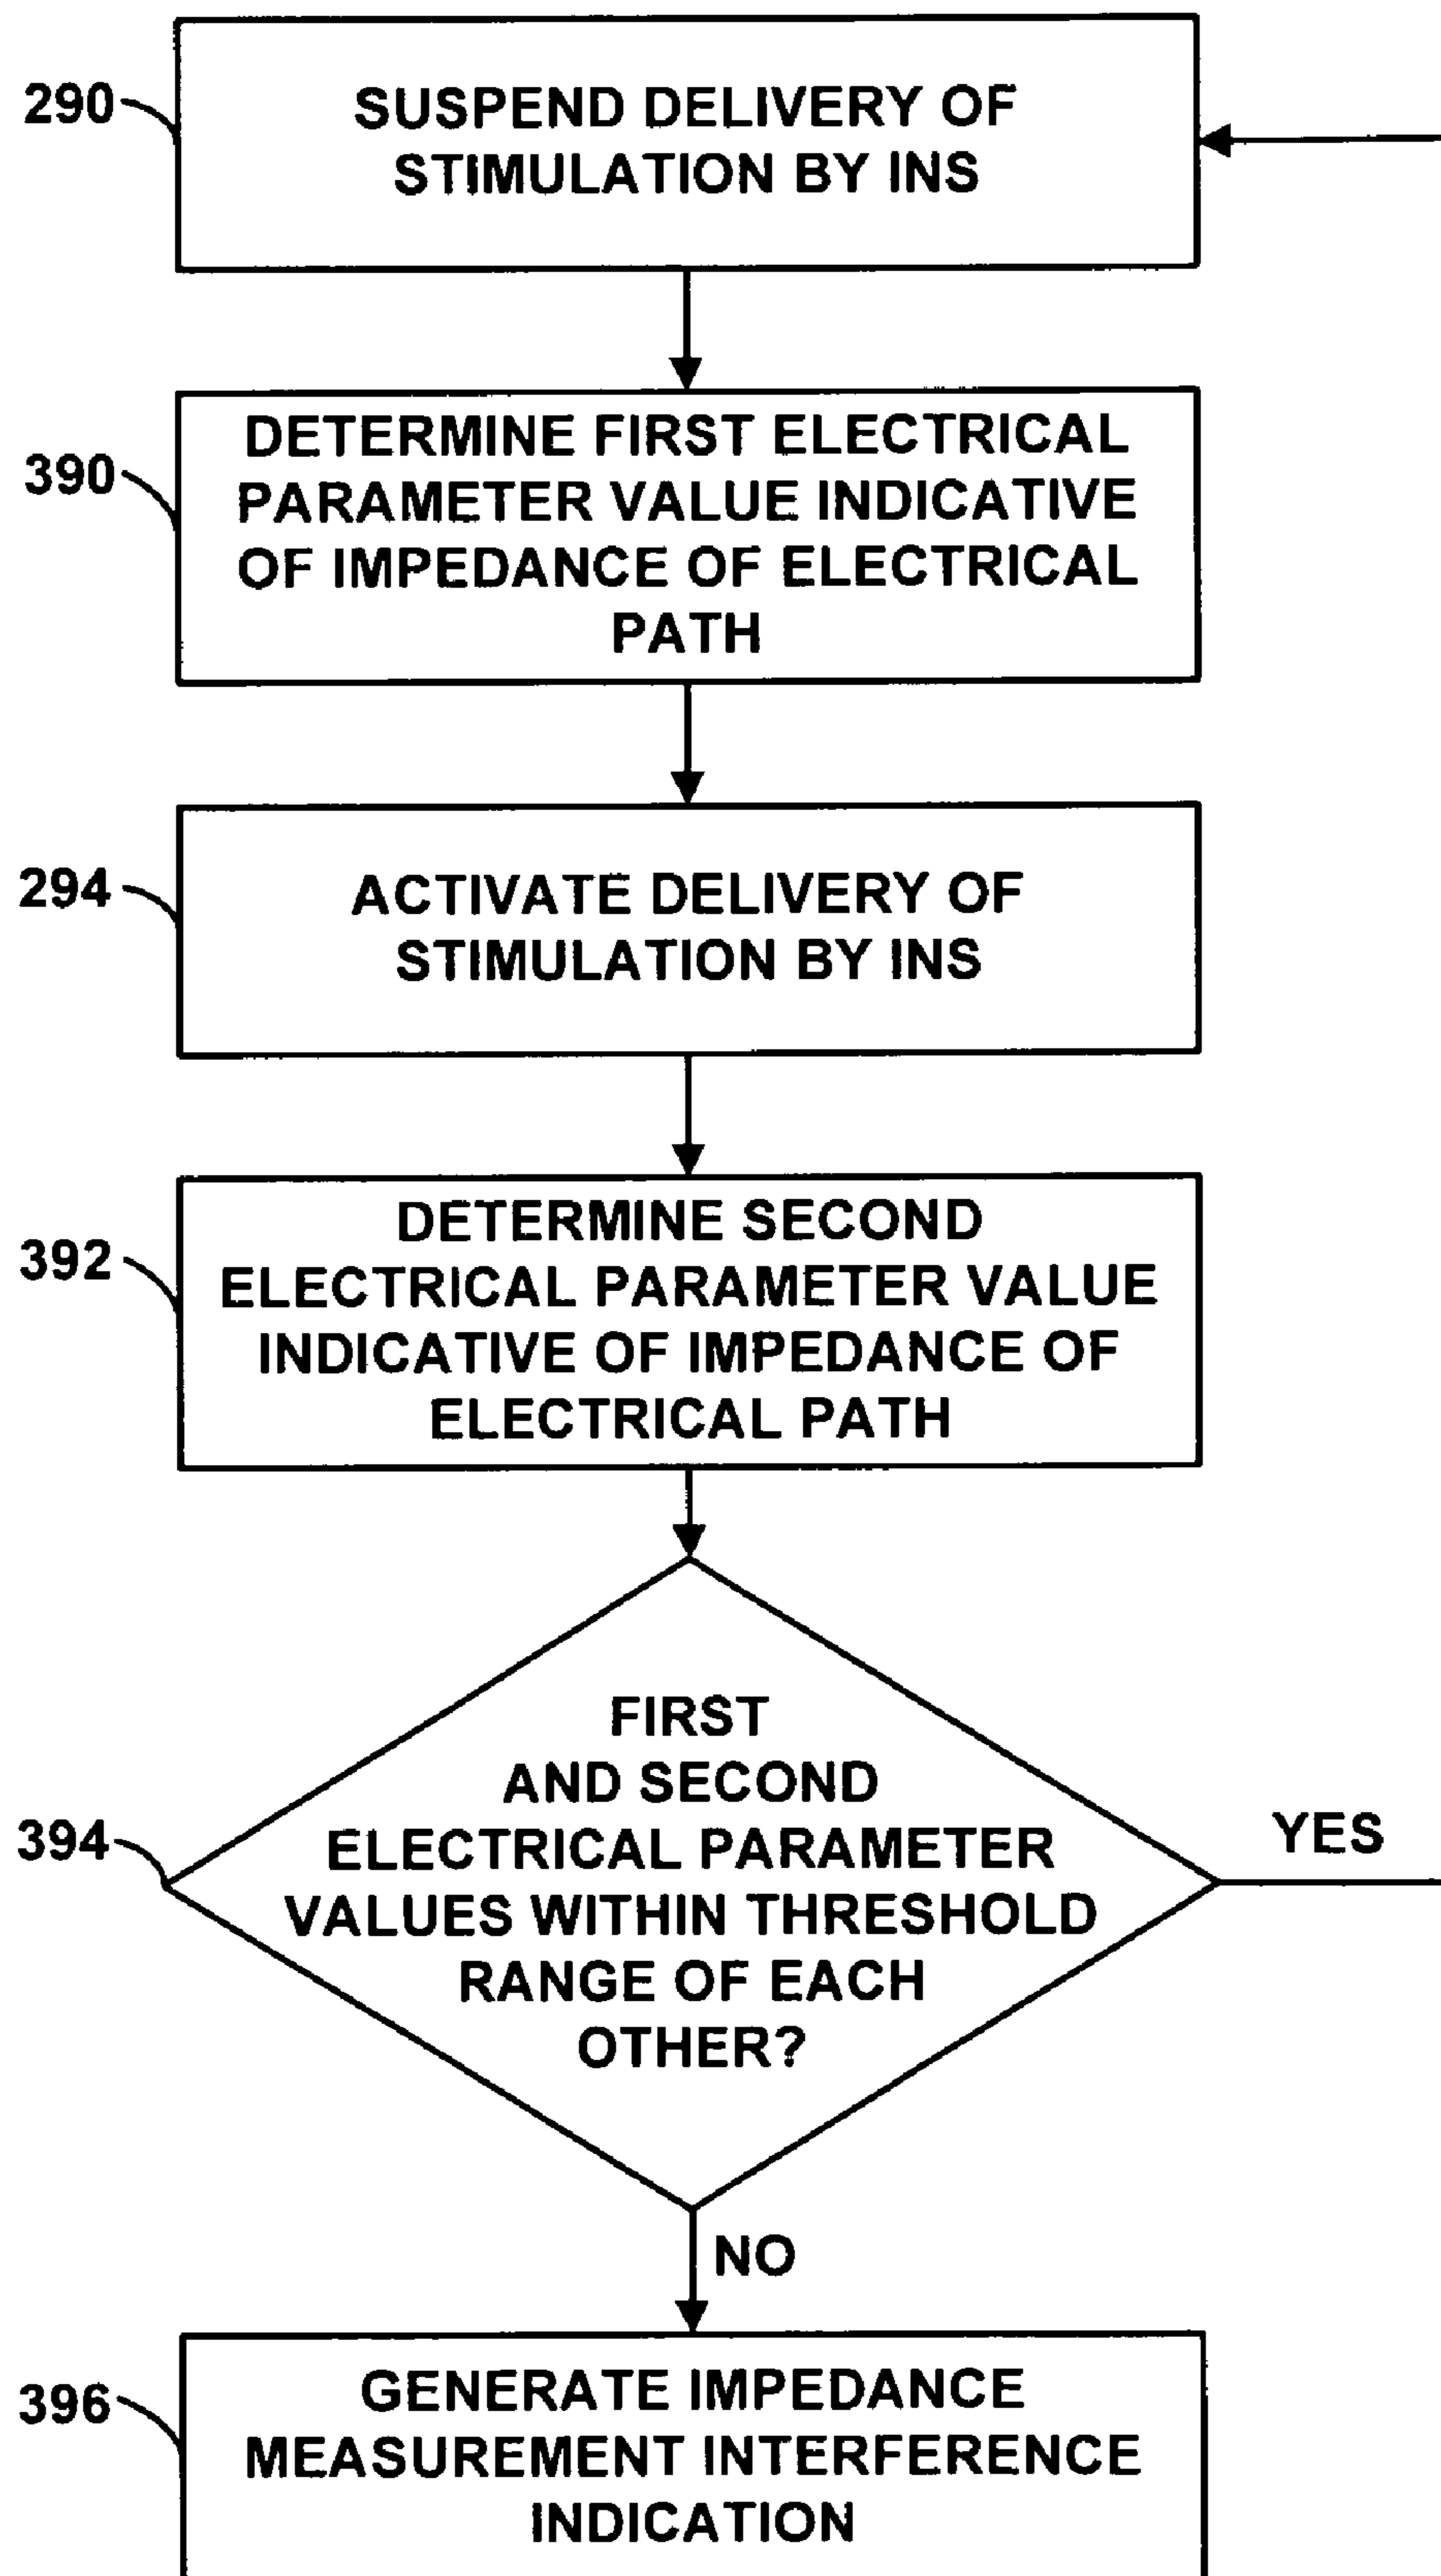 290
SUSPEND DELIVERY OF
STIMULATION BY INS
390
DETERMINE FIRST ELECTRICAL
PARAMETER VALUE INDICATIVE
OF IMPEDANCE OF ELECTRICAL
PATH
294
ACTIVATE DELIVERY OF
STIMULATION BY INS
392
DETERMINE SECOND
ELECTRICAL PARAMETER VALUE
INDICATIVE OF IMPEDANCE OF
ELECTRICAL PATH
394
FIRST
AND SECOND
ELECTRICAL PARAMETER
VALUES WITHIN THRESHOLD
RANGE OF EACH
OTHER?
YES
NO
396
GENERATE IMPEDANCE
MEASUREMENT INTERFERENCE
INDICATION